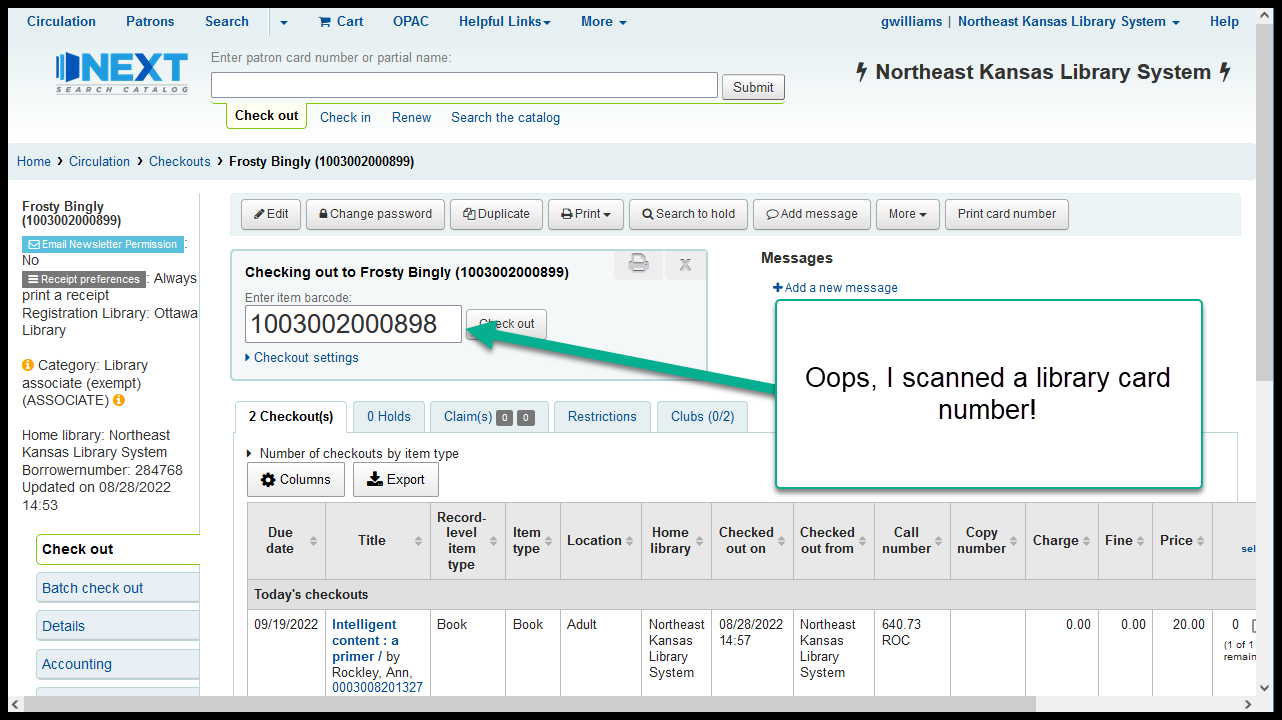 Circulation Patrons Search Cart OPAC Helpful Links More gwilliams | Northeast Kansas Library System Help
NEXT
SEARCH CATALOG
Enter patron card number or partial name:
Submit
Northeast Kansas Library System
Check out Check in Renew Search the catalog
Home > Circulation > Checkouts > Frosty Bingly (1003002000899)
Frosty Bingly
(1003002000899)
Email Newsletter Permission :
No
Receipt preferences : Always
print a receipt
Registration Library: Ottawa
Library
Category: Library
associate (exempt)
(ASSOCIATE)
Home library: Northeast
Kansas Library System
Borrowernumber: 284768
Updated on 08/28/2022
14:53
Check out
Batch check out
Details
Accounting
Edit Change password Duplicate Print Search to hold Add message More Print card number
Checking out to Frosty Bingly (1003002000899)
X
Enter item barcode:
1003002000898 Check out
Checkout settings
Messages
Add a new message
Oops, I scanned a library card
number!
2 Checkout(s) 0 Holds Claim(s) 0 0 Restrictions Clubs (0/2)
Number of checkouts by item type
Columns Export
Due
date
Title
Record-
level
item
type
Item
type
Location
Home
library
Checked
out on
Checked
out from
Call
number
Copy
number
Charge
Fine
Price
sel
Today's checkouts
09/19/2022
Intelligent
content : a
primer / by
Rockley, Ann,
0003008201327
Book
Book
Adult
Northeast
Kansas
Library
System
08/28/2022
14:57
Northeast
Kansas
Library
System
640.73
ROC
0.00
0.00
20.00
0
(1 of 1
remain